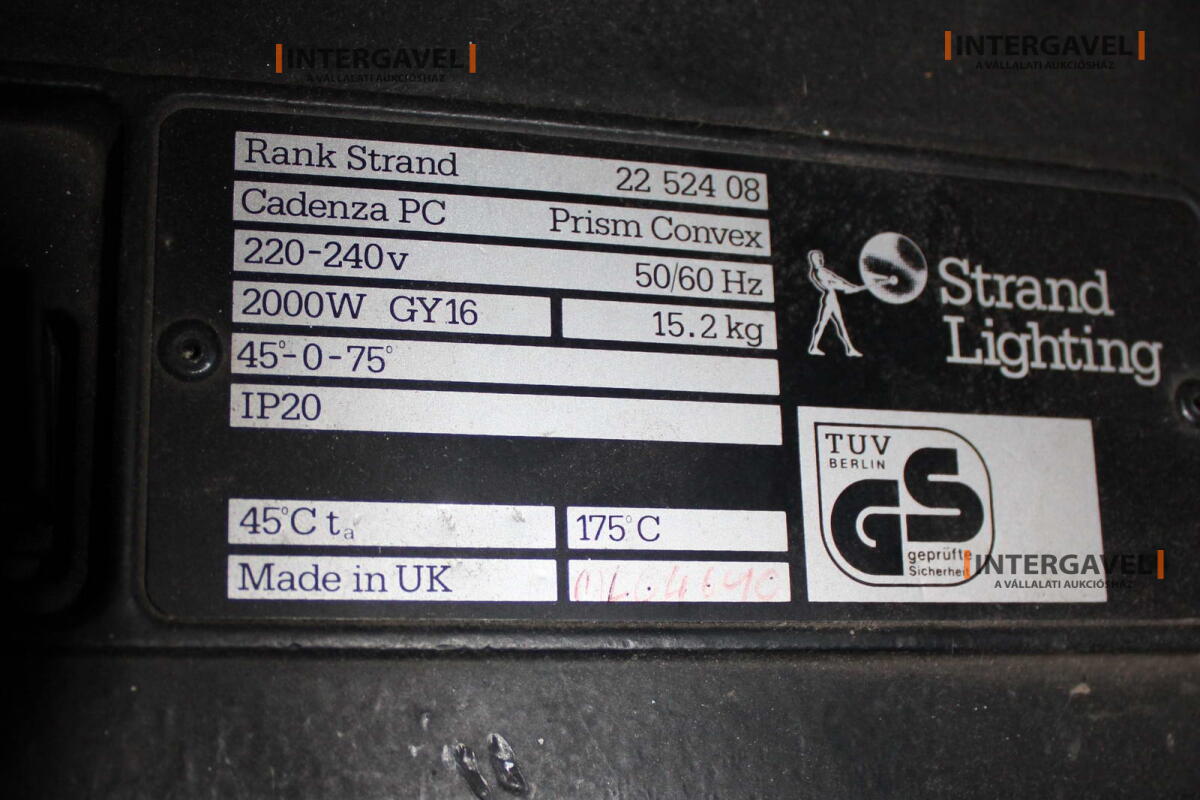 INTERGAVEL
A VÁLLALATI AUKCIÓSHÁZ
INTERGAVEL
A VÁLLALATI AUKCIÓSHÁZ
Rank Strand 22 524 08
Cadenza PC Prism Convex
220-240v 50/60 Hz
2000W GY16 15.2 kg
45°-0-75°
IP20
45°C ta 175°C
Made in UK
Strand
Lighting
TUV
BERLIN
GS
geprüfte
Sicherheit
INTERGAVEL
A VÁLLALATI AUKCIÓSHÁZ